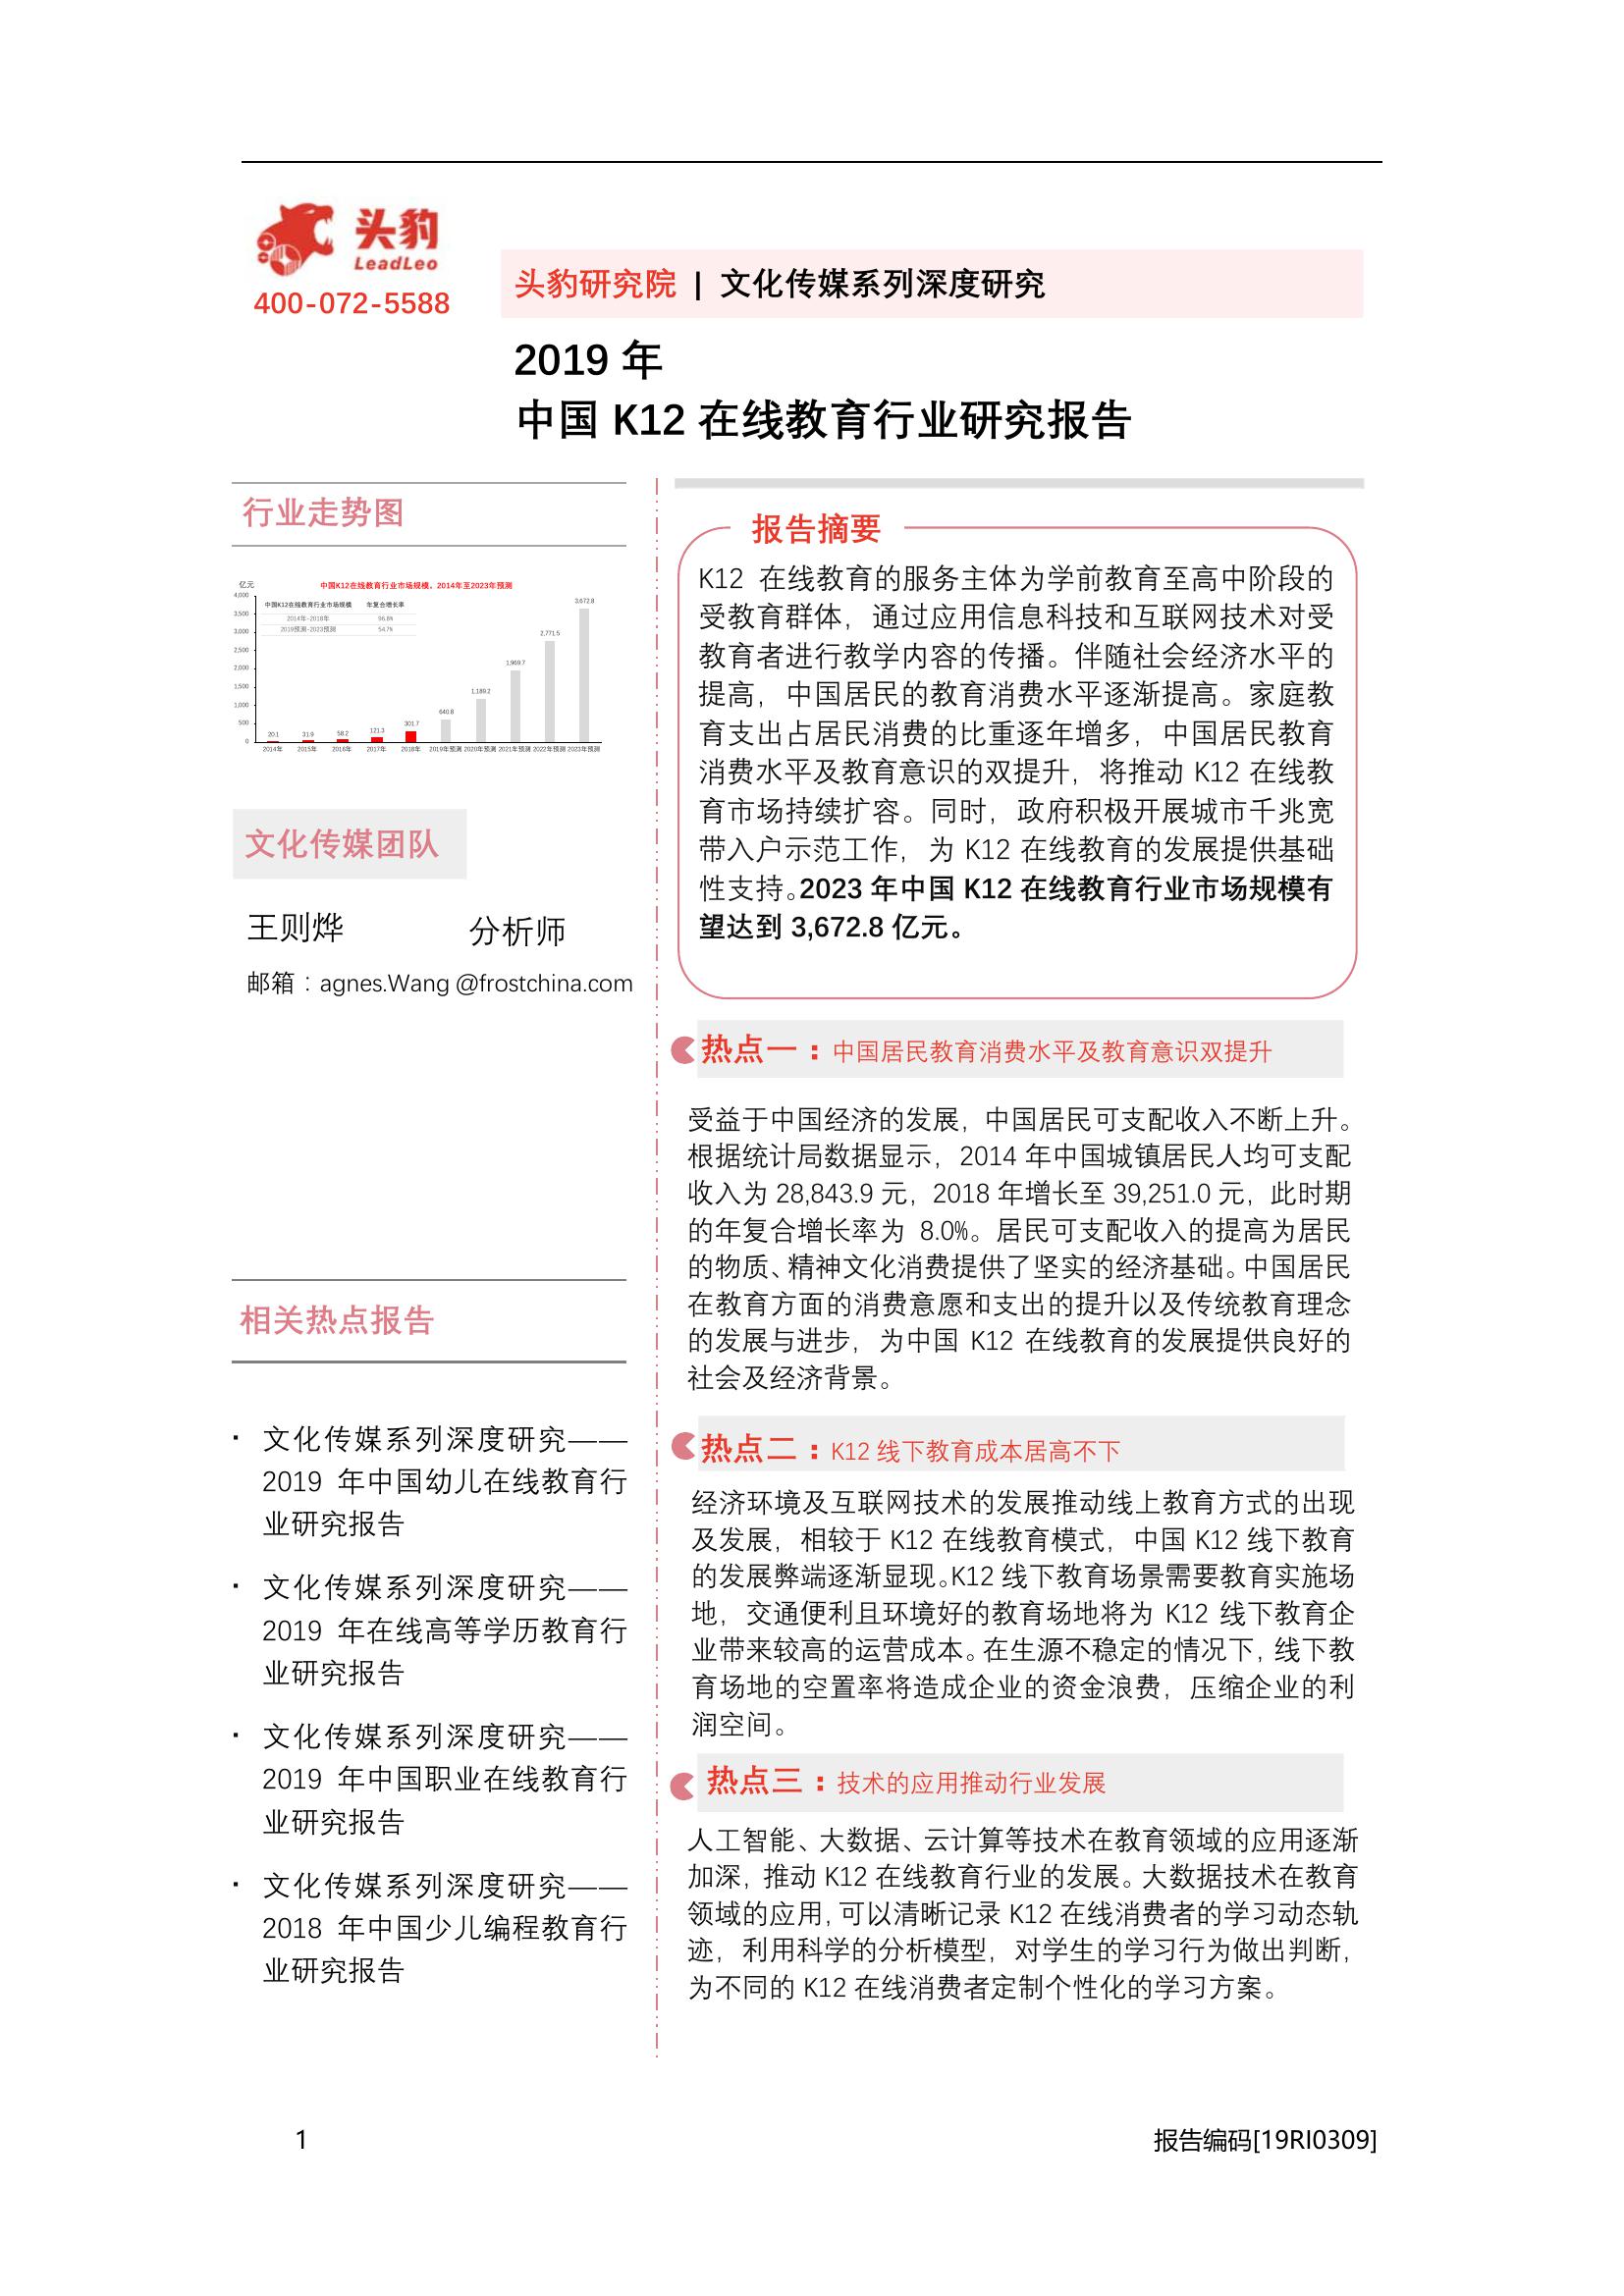 头豹
LeadLeo
400-072-5588
头豹研究院 | 文化传媒系列深度研究
2019 年
中国 K12 在线教育行业研究报告
行业走势图
亿元
中国K12在线教育行业市场规模，2014年至2023年预测
中国K12在线教育行业市场规模 年复合增长率
2014年-2018年 96.8%
2019预测-2023预测 54.7%
4,000
3,500
3,000
2,500
2,000
1,500
1,000
500
0
20.1
31.9
58.2
121.3
301.7
640.8
1,189.2
1,969.7
2,771.5
3,672.8
2014年 2015年 2016年 2017年 2018年 2019年预测 2020年预测 2021年预测 2022年预测 2023年预测
文化传媒团队
王则烨 分析师
邮箱：agnes.Wang @frostchina.com
相关热点报告
· 文化传媒系列深度研究——
2019 年中国幼儿在线教育行
业研究报告
· 文化传媒系列深度研究——
2019 年在线高等学历教育行
业研究报告
· 文化传媒系列深度研究——
2019 年中国职业在线教育行
业研究报告
· 文化传媒系列深度研究——
2018 年中国少儿编程教育行
业研究报告
报告摘要
K12 在线教育的服务主体为学前教育至高中阶段的
受教育群体，通过应用信息科技和互联网技术对受
教育者进行教学内容的传播。伴随社会经济水平的
提高，中国居民的教育消费水平逐渐提高。家庭教
育支出占居民消费的比重逐年增多，中国居民教育
消费水平及教育意识的双提升，将推动 K12 在线教
育市场持续扩容。同时，政府积极开展城市千兆宽
带入户示范工作，为 K12 在线教育的发展提供基础
性支持。2023 年中国 K12 在线教育行业市场规模有
望达到 3,672.8 亿元。
热点一：中国居民教育消费水平及教育意识双提升
受益于中国经济的发展，中国居民可支配收入不断上升。
根据统计局数据显示，2014 年中国城镇居民人均可支配
收入为 28,843.9 元，2018 年增长至 39,251.0 元，此时期
的年复合增长率为 8.0%。居民可支配收入的提高为居民
的物质、精神文化消费提供了坚实的经济基础。中国居民
在教育方面的消费意愿和支出的提升以及传统教育理念
的发展与进步，为中国 K12 在线教育的发展提供良好的
社会及经济背景。
热点二：K12 线下教育成本居高不下
经济环境及互联网技术的发展推动线上教育方式的出现
及发展，相较于 K12 在线教育模式，中国 K12 线下教育
的发展弊端逐渐显现。K12 线下教育场景需要教育实施场
地，交通便利且环境好的教育场地将为 K12 线下教育企
业带来较高的运营成本。在生源不稳定的情况下，线下教
育场地的空置率将造成企业的资金浪费，压缩企业的利
润空间。
热点三：技术的应用推动行业发展
人工智能、大数据、云计算等技术在教育领域的应用逐渐
加深，推动 K12 在线教育行业的发展。大数据技术在教育
领域的应用，可以清晰记录 K12 在线消费者的学习动态轨
迹，利用科学的分析模型，对学生的学习行为做出判断，
为不同的 K12 在线消费者定制个性化的学习方案。
1
报告编码[19RI0309]